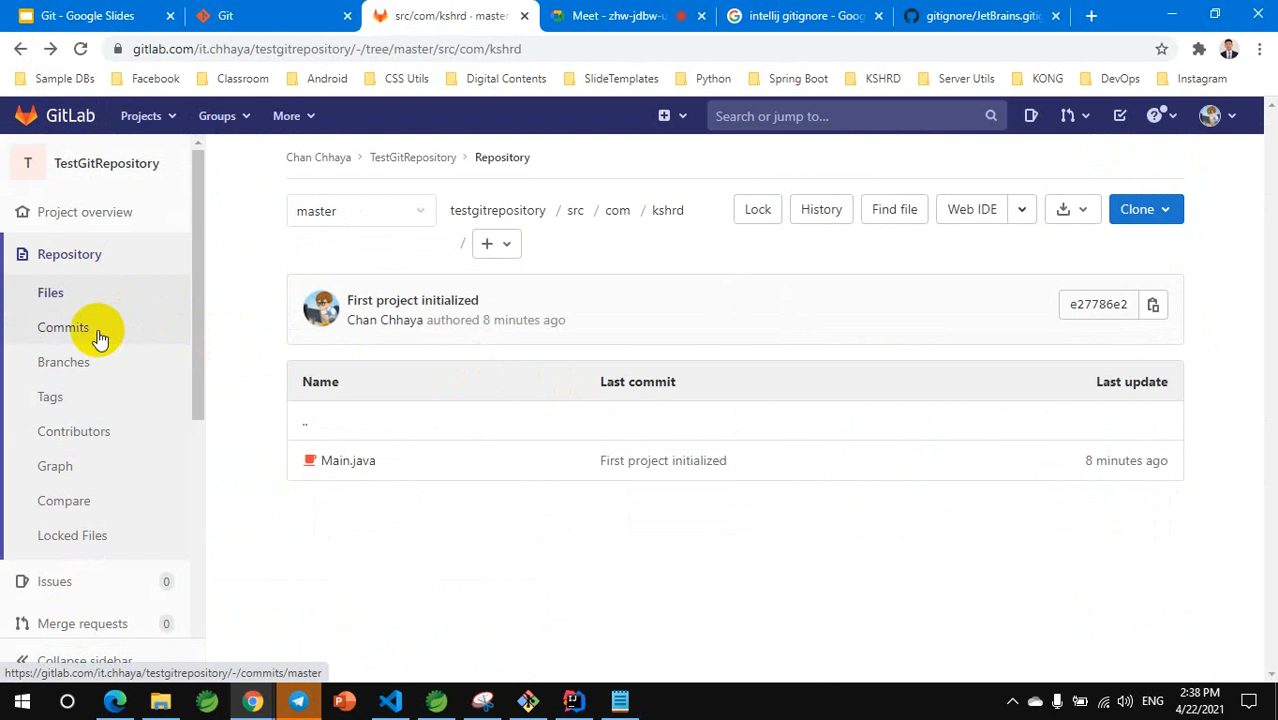 Git - Google Slides
Git
src/com/kshrd · master
Meet - zhw-jdbw-u
intellij gitignore - Goog
gitignore/JetBrains.giti
gitlab.com/it.chhaya/testgitrepository/-/tree/master/src/com/kshrd
Sample DBs
Facebook
Classroom
Android
CSS Utils
Digital Contents
SlideTemplates
Python
Spring Boot
KSHRD
Server Utils
KONG
DevOps
Instagram
GitLab
Projects
Groups
More
Search or jump to...
T
TestGitRepository
Project overview
Repository
Files
Commits
Branches
Tags
Contributors
Graph
Compare
Locked Files
Issues
0
Merge requests
0
Collapse sidebar
https://gitlab.com/it.chhaya/testgitrepository/-/commits/master
Chan Chhaya > TestGitRepository > Repository
master
testgitrepository / src / com / kshrd
/ +
Lock
History
Find file
Web IDE
Clone
First project initialized
Chan Chhaya authored 8 minutes ago
e27786e2
Name
Last commit
Last update
..
Main.java
First project initialized
8 minutes ago
ENG
2:38 PM
4/22/2021